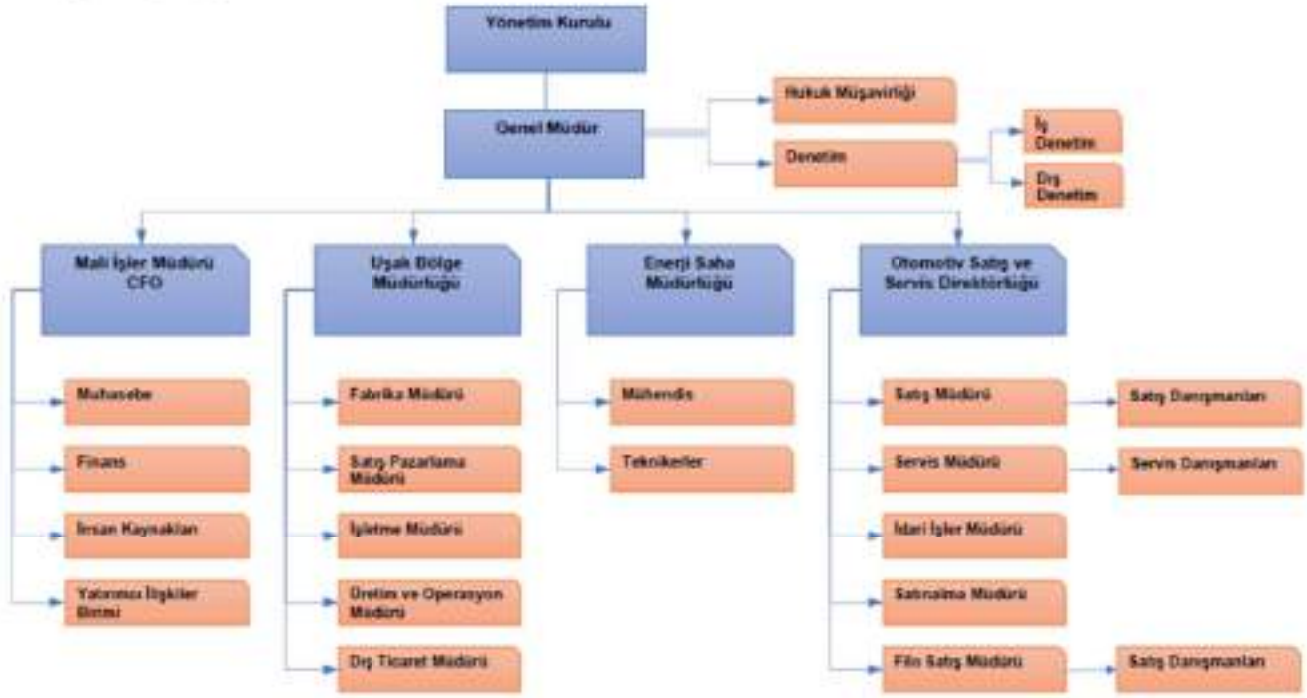 Yönetim Kurulu
Genel Müdür
Hukuk Müşavirliği
Denetim
İç
Denetim
Dış
Denetim
Mali İşler Müdürü
CFO
Uşak Bölge
Müdürlüğü
Enerji Saha
Müdürlüğü
Otomotiv Satış ve
Servis Direktörlüğü
Muhasebe
Fabrika Müdürü
Mühendis
Satış Müdürü
Satış Danışmanları
Finans
Satış Pazarlama
Müdürü
Teknikerler
Servis Müdürü
Servis Danışmanları
İnsan Kaynakları
İşletme Müdürü
İdari İşler Müdürü
Yatırımcı İlişkiler
Birimi
Üretim ve Operasyon
Müdürü
Satınalma Müdürü
Dış Ticaret Müdürü
Filo Satış Müdürü
Satış Danışmanları